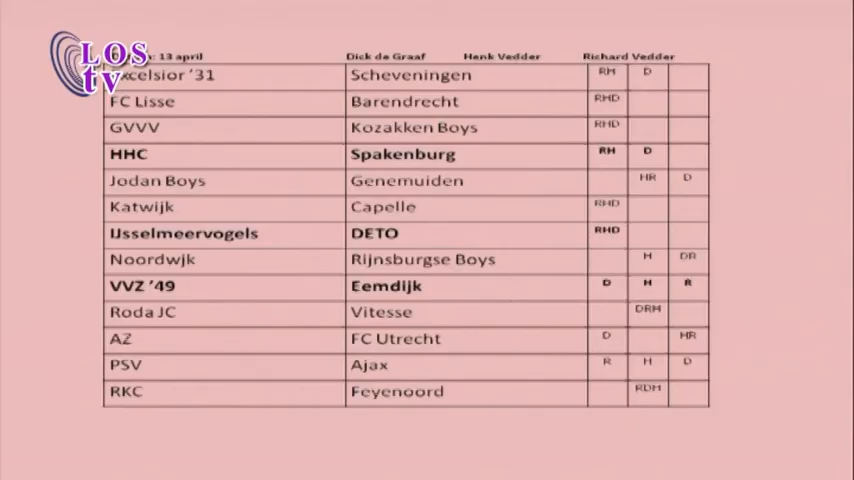 LOS
tv
: 13 april Dick de Graaf Henk Vedder Richard Vedder
Excelsior ’31 Scheveningen RH D
FC Lisse Barendrecht RHD
GVVV Kozakken Boys RHD
HHC Spakenburg RH D
Jodan Boys Genemuiden HR D
Katwijk Capelle RHD
IJsselmeervogels DETO RHD
Noordwjk Rijnsburgse Boys H DR
VVZ ’49 Eemdijk D H R
Roda JC Vitesse DRH
AZ FC Utrecht D HR
PSV Ajax R H D
RKC Feyenoord RDH